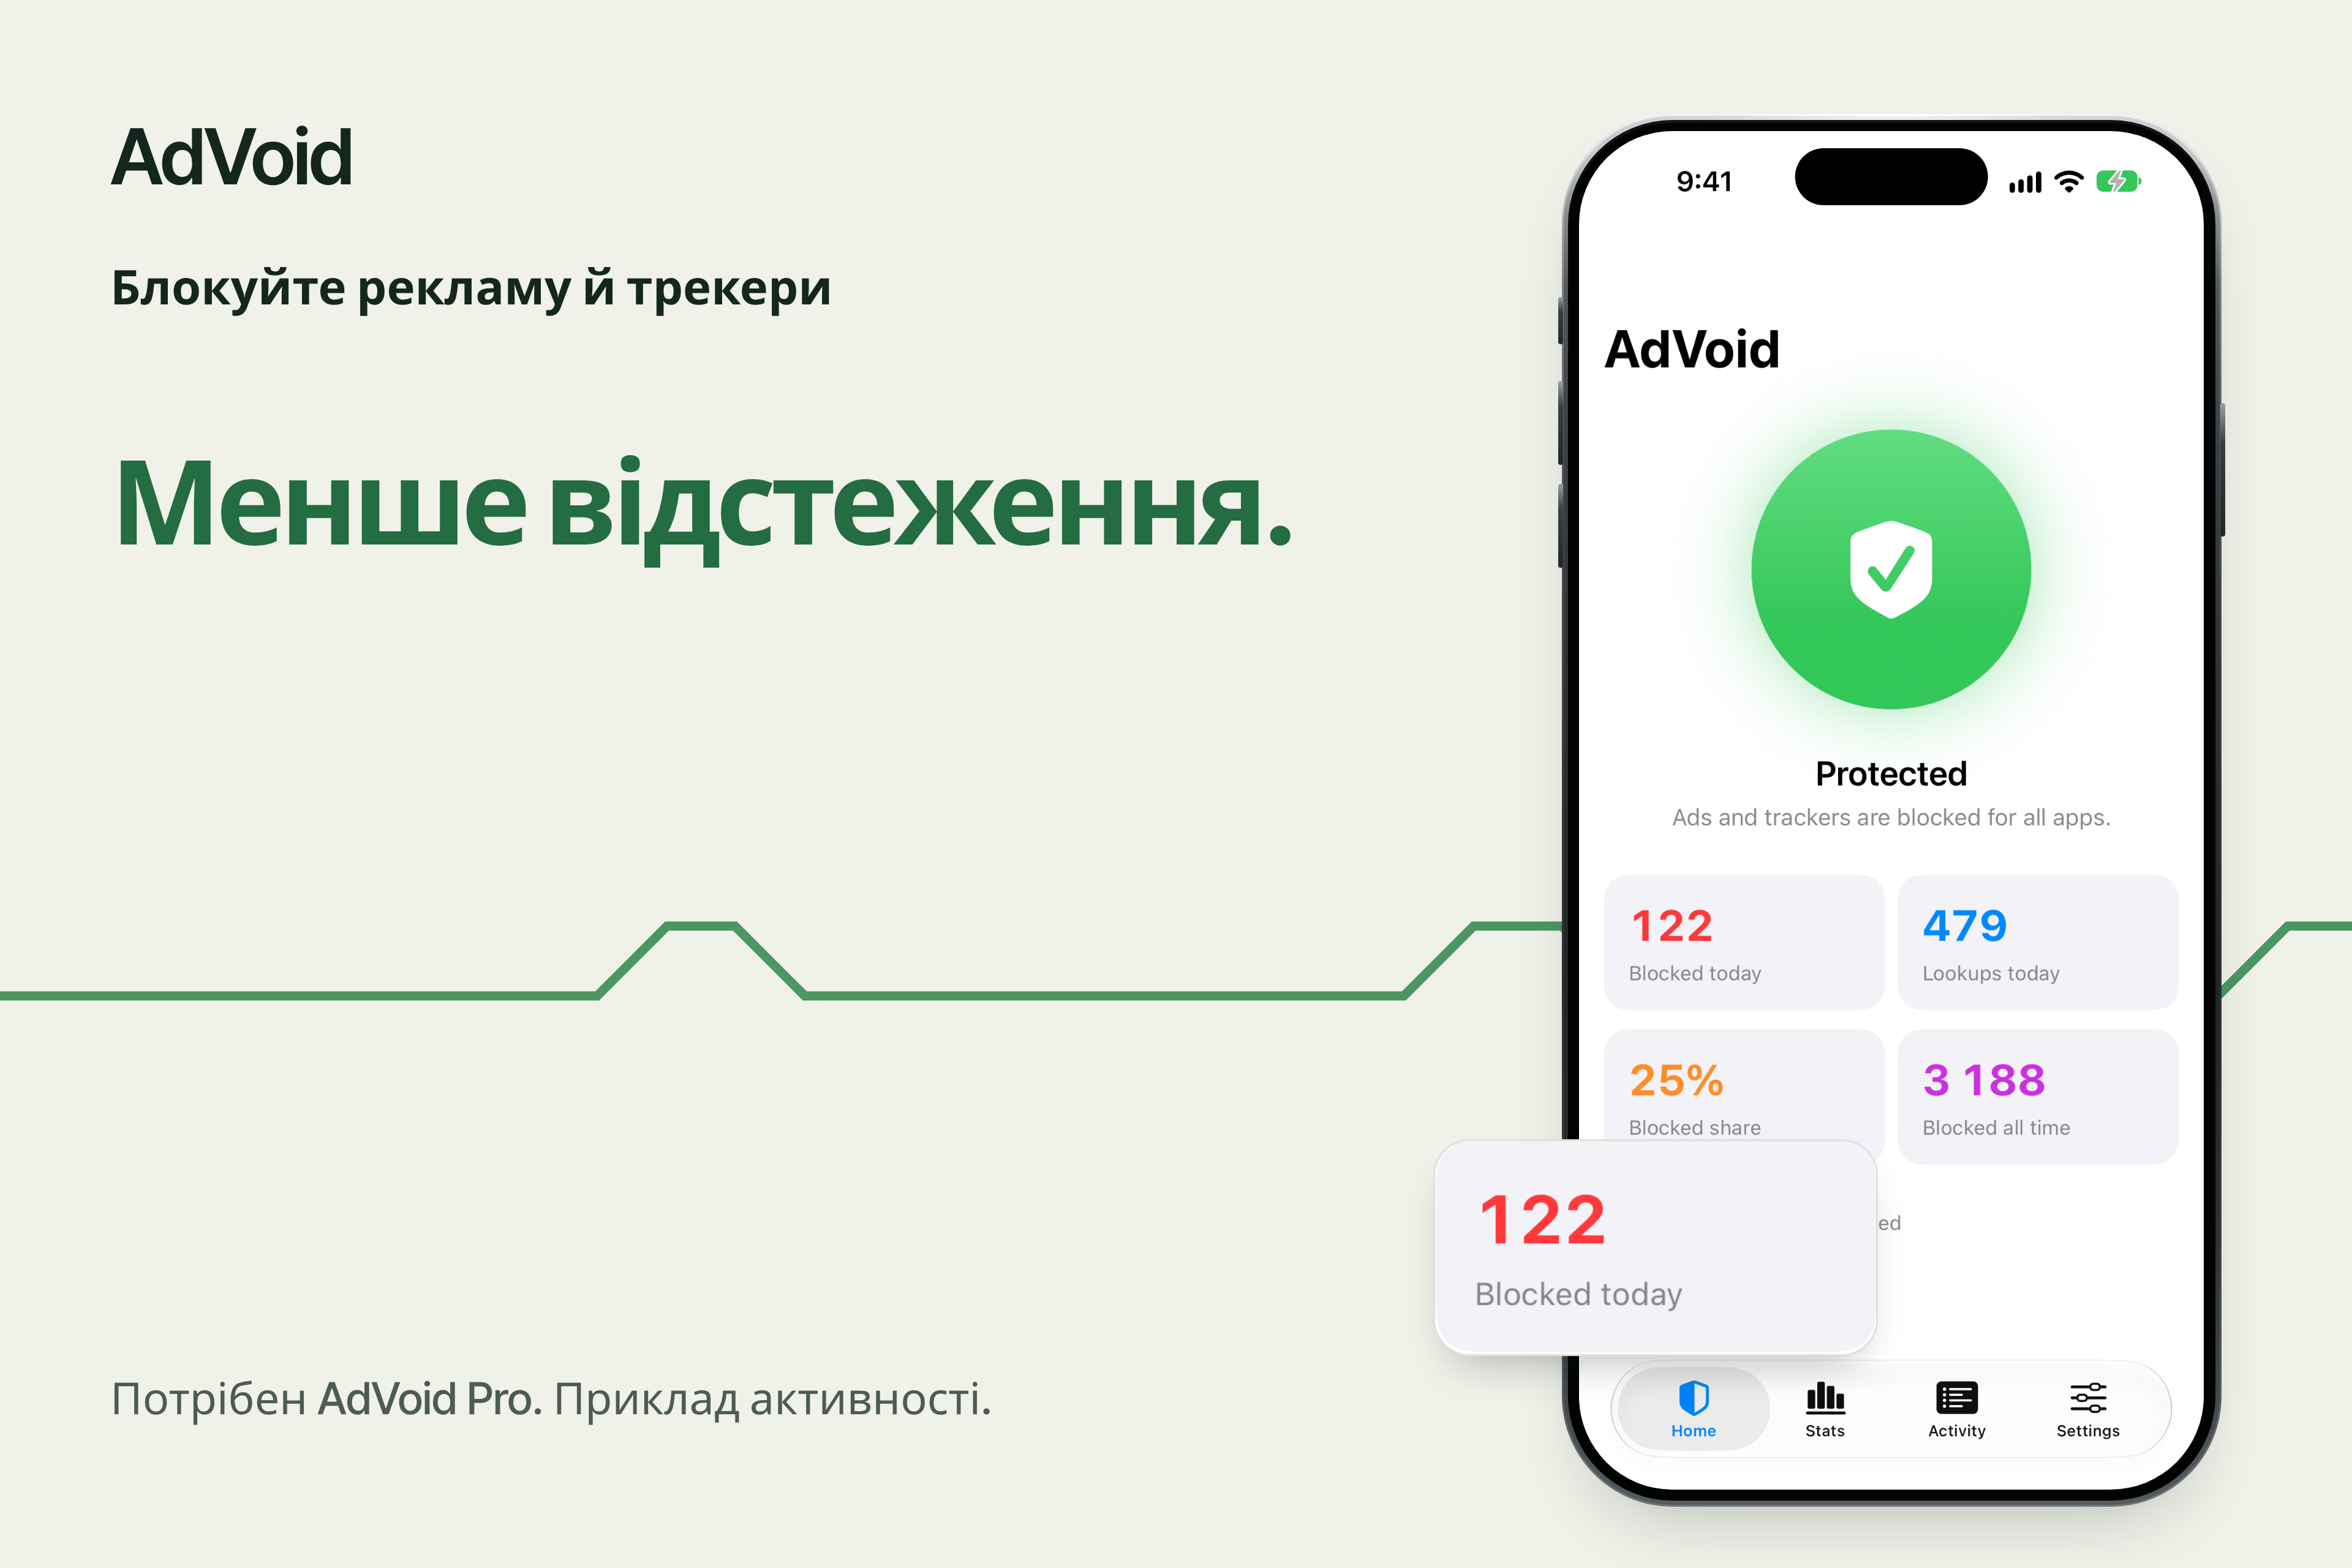 AdVoid
Блокуйте рекламу й трекери
Менше відстеження.
Потрібен AdVoid Pro. Приклад активності.
9:41
AdVoid
Protected
Ads and trackers are blocked for all apps.
122
Blocked today
479
Lookups today
25%
Blocked share
3 188
Blocked all time
122
Blocked today
ed
Home
Stats
Activity
Settings